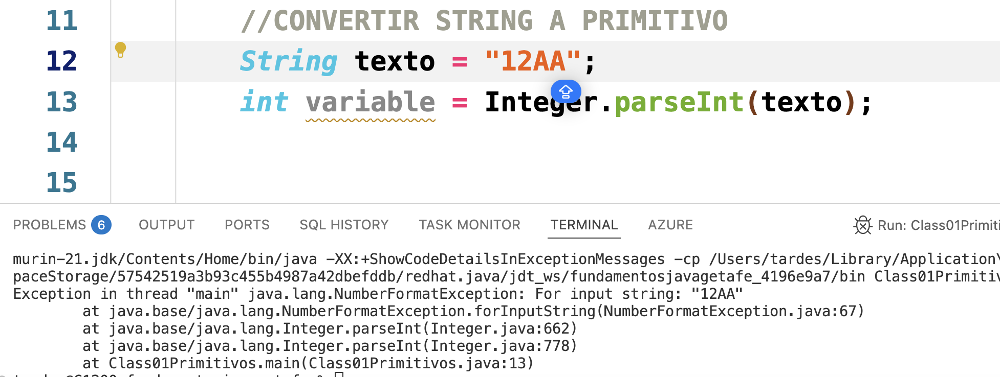 11 //CONVERTIR STRING A PRIMITIVO
12 String texto = "12AA";
13 int variable = Integer.parseInt(texto);
14
15
PROBLEMS 6 OUTPUT PORTS SQL HISTORY TASK MONITOR TERMINAL AZURE Run: Class01Primiti
murin-21.jdk/Contents/Home/bin/java -XX:+ShowCodeDetailsInExceptionMessages -cp /Users/tardes/Library/Application\
paceStorage/57542519a3b93c455b4987a42dbefddb/redhat.java/jdt_ws/fundamentosjavagetafe_4196e9a7/bin Class01Primitiv
Exception in thread "main" java.lang.NumberFormatException: For input string: "12AA"
at java.base/java.lang.NumberFormatException.forInputString(NumberFormatException.java:67)
at java.base/java.lang.Integer.parseInt(Integer.java:662)
at java.base/java.lang.Integer.parseInt(Integer.java:778)
at Class01Primitivos.main(Class01Primitivos.java:13)